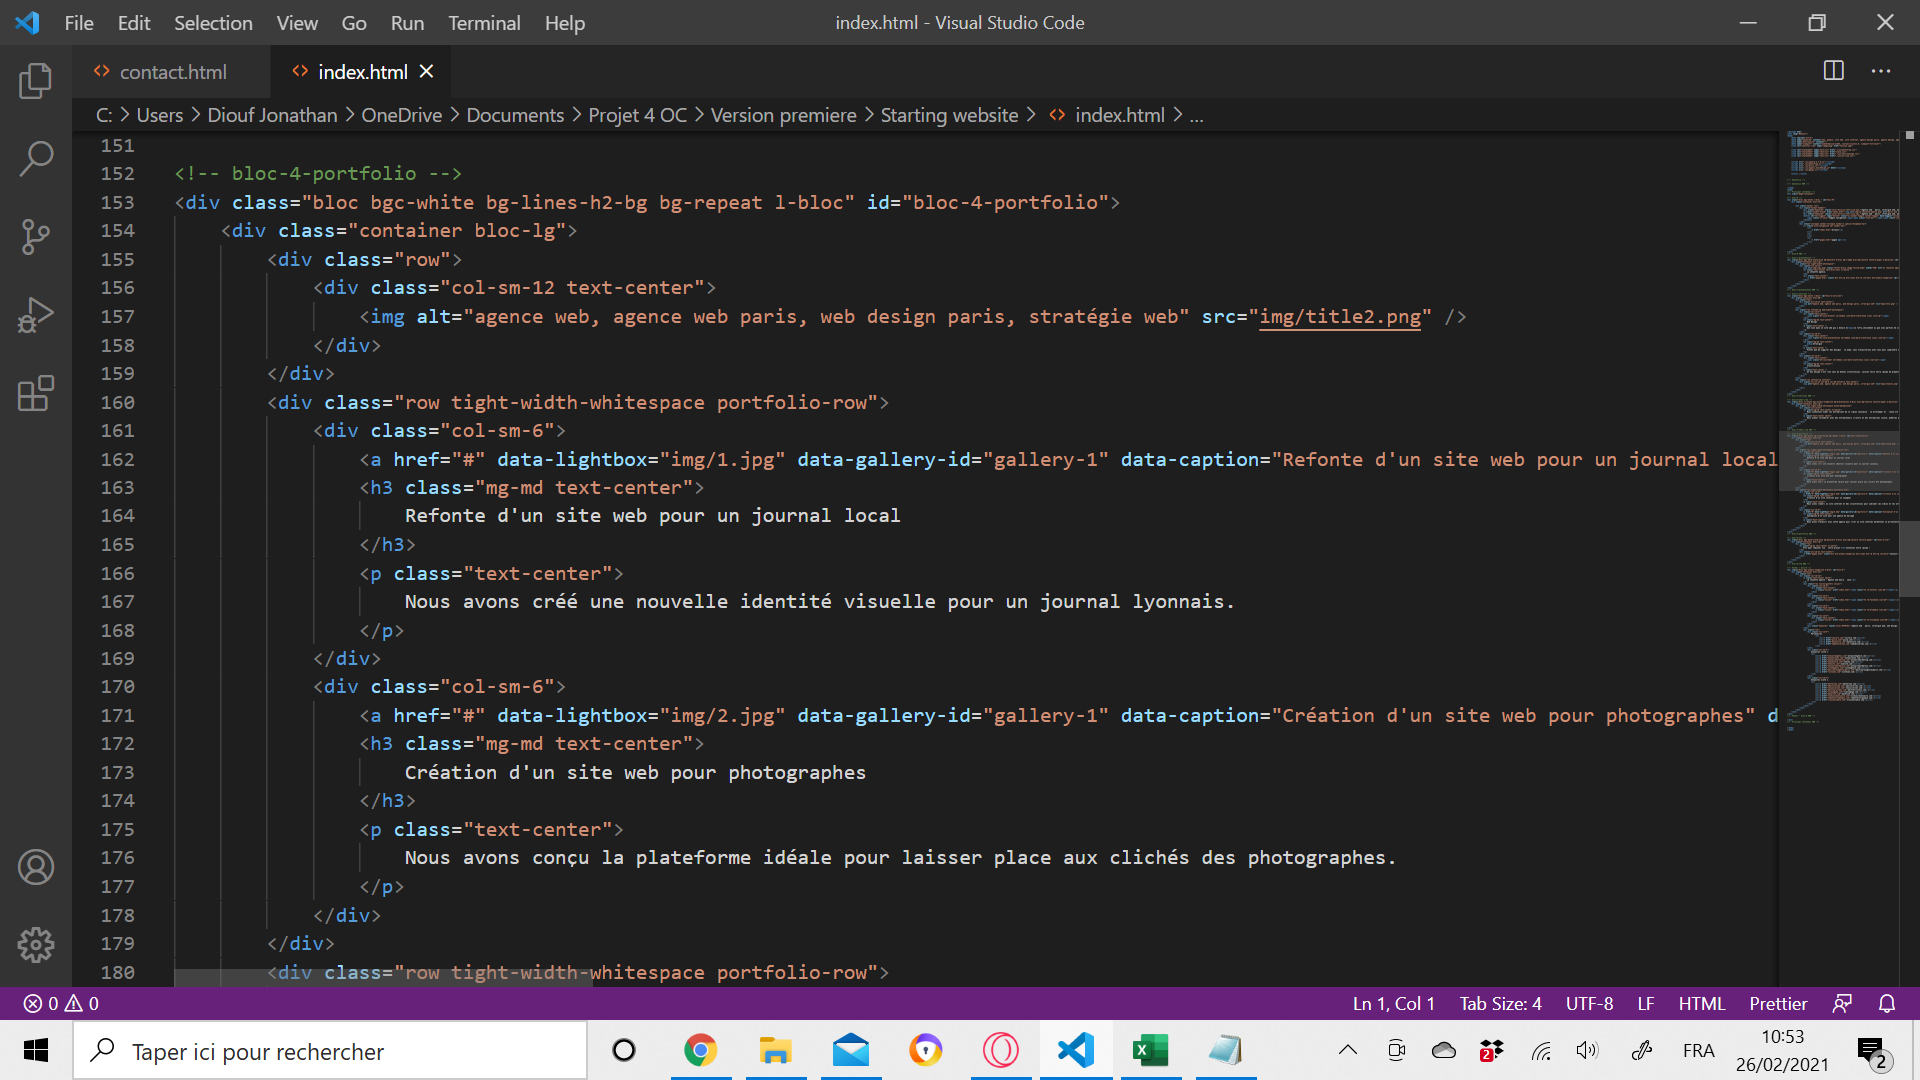 File Edit Selection View Go Run Terminal Help index.html - Visual Studio Code
contact.html index.html
C: > Users > Diouf Jonathan > OneDrive > Documents > Projet 4 OC > Version premiere > Starting website > index.html > ...
151
152 <!-- bloc-4-portfolio -->
153 <div class="bloc bgc-white bg-lines-h2-bg bg-repeat l-bloc" id="bloc-4-portfolio">
154 <div class="container bloc-lg">
155 <div class="row">
156 <div class="col-sm-12 text-center">
157 <img alt="agence web, agence web paris, web design paris, stratégie web" src="img/title2.png" />
158 </div>
159 </div>
160 <div class="row tight-width-whitespace portfolio-row">
161 <div class="col-sm-6">
162 <a href="#" data-lightbox="img/1.jpg" data-gallery-id="gallery-1" data-caption="Refonte d'un site web pour un journal local
163 <h3 class="mg-md text-center">
164 Refonte d'un site web pour un journal local
165 </h3>
166 <p class="text-center">
167 Nous avons créé une nouvelle identité visuelle pour un journal lyonnais.
168 </p>
169 </div>
170 <div class="col-sm-6">
171 <a href="#" data-lightbox="img/2.jpg" data-gallery-id="gallery-1" data-caption="Création d'un site web pour photographes" d
172 <h3 class="mg-md text-center">
173 Création d'un site web pour photographes
174 </h3>
175 <p class="text-center">
176 Nous avons conçu la plateforme idéale pour laisser place aux clichés des photographes.
177 </p>
178 </div>
179 </div>
180 <div class="row tight-width-whitespace portfolio-row">
0 0 Ln 1, Col 1 Tab Size: 4 UTF-8 LF HTML Prettier
Taper ici pour rechercher 2 FRA 10:53
26/02/2021 2